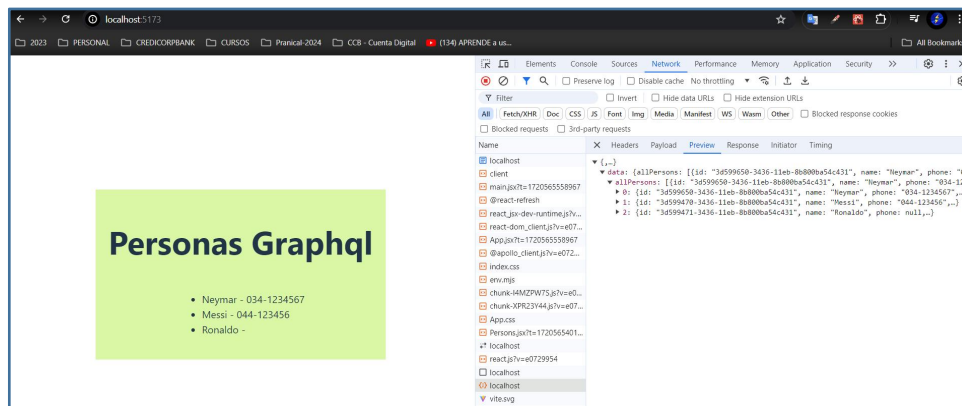 localhost:5173
2023 PERSONAL CREDICORPBANK CURSOS Pranical-2024 CCB - Cuenta Digital (134) APRENDE a us... All Bookmark
Elements Console Sources Network Performance Memory Application Security
Preserve log Disable cache No throttling
Filter Invert Hide data URLs Hide extension URLs
All Fetch/XHR Doc CSS JS Font Img Media Manifest WS Wasm Other Blocked response cookies
Blocked requests 3rd-party requests
Name Headers Payload Preview Response Initiator Timing
localhost
client
main.jsx?t=1720565558967
@react-refresh
react_jsx-dev-runtime.js?v...
react-dom_client.js?v=e07...
App.jsx?t=1720565558967
@apollo_client.js?v=e072...
index.css
env.mjs
chunk-I4MZPW7S.js?v=e0...
chunk-XPR23Y44.js?v=e07...
App.css
Persons.jsx?t=1720565401...
localhost
react.js?v=e0729954
localhost
localhost
vite.svg
{,…}
data: {allPersons: [{id: "3d599650-3436-11eb-8b800ba54c431", name: "Neymar", phone: "0
allPersons: [{id: "3d599650-3436-11eb-8b800ba54c431", name: "Neymar", phone: "034-12
0: {id: "3d599650-3436-11eb-8b800ba54c431", name: "Neymar", phone: "034-1234567",…}
1: {id: "3d599470-3436-11eb-8b800ba54c431", name: "Messi", phone: "044-123456",…}
2: {id: "3d599471-3436-11eb-8b800ba54c431", name: "Ronaldo", phone: null,…}
Personas Graphql
• Neymar - 034-1234567
• Messi - 044-123456
• Ronaldo -